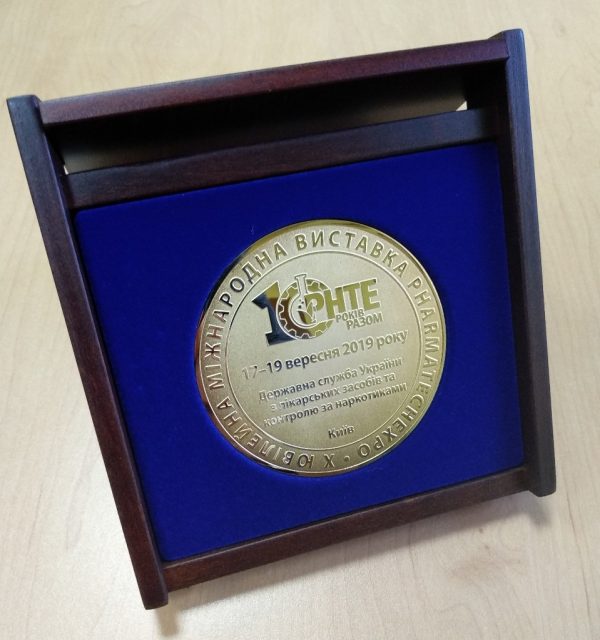 X ЮВІЛЕЙНА МІЖНАРОДНА ВИСТАВКА PHARMATECHEXPO •
10 PHTE
РОКІВ
РАЗОМ
17–19 вересня 2019 року
Державна служба України
з лікарських засобів та
контролю за наркотиками
Київ